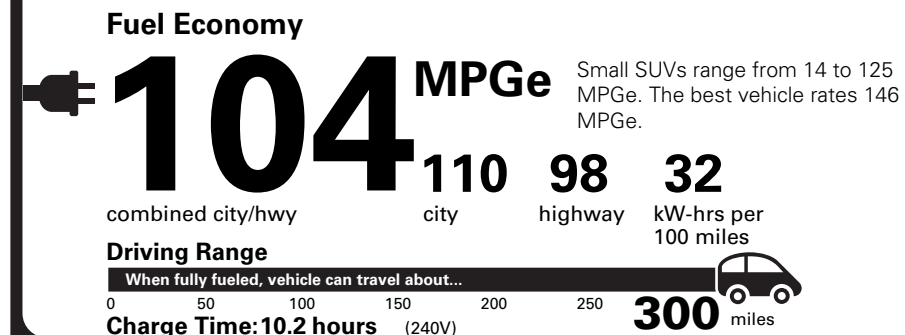 Fuel Economy
104 MPGe
Small SUVs range from 14 to 125
MPGe. The best vehicle rates 146
MPGe.
110 98 32
combined city/hwy city highway kW-hrs per
100 miles
Driving Range
When fully fueled, vehicle can travel about...
0 50 100 150 200 250 300 miles
Charge Time: 10.2 hours (240V)